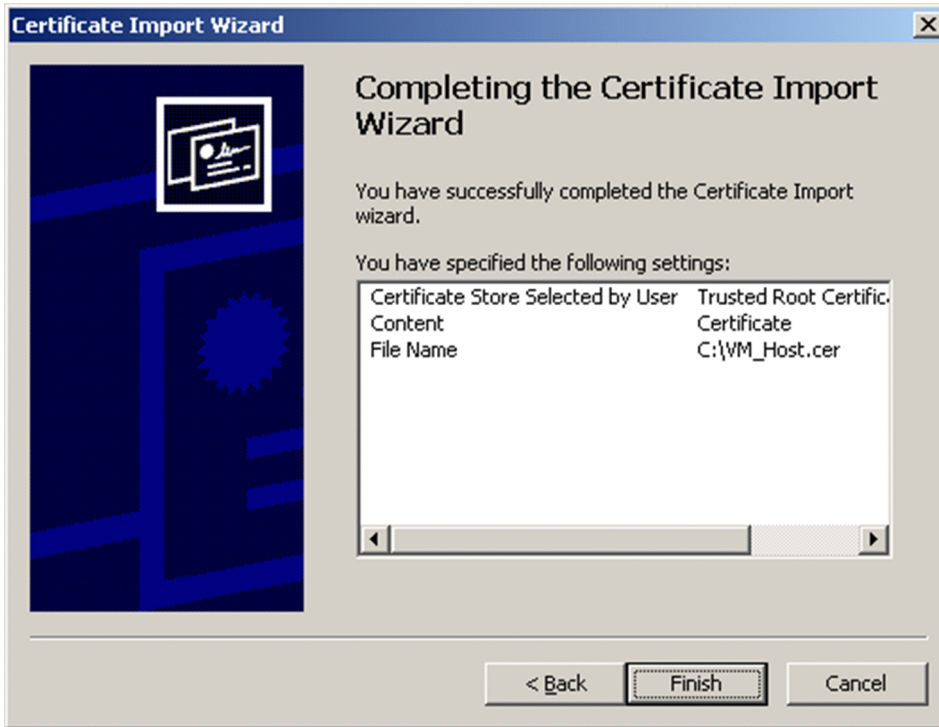 Certificate Import Wizard
Completing the Certificate Import
Wizard
You have successfully completed the Certificate Import
wizard.
You have specified the following settings:
Certificate Store Selected by User Trusted Root Certific
Content Certificate
File Name C:\VM_Host.cer
< Back Finish Cancel